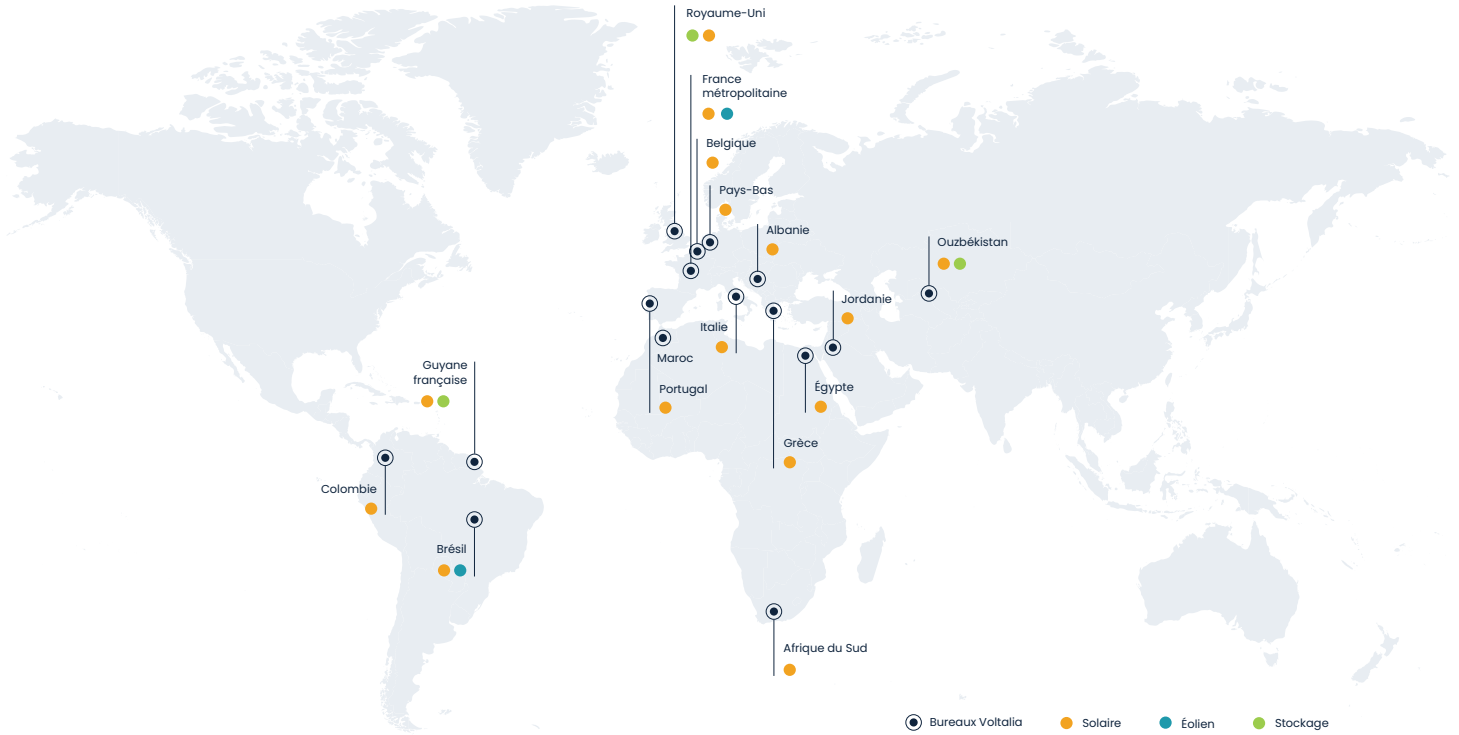 Royaume-Uni
France
métropolitaine
Belgique
Pays-Bas
Albanie
Ouzbékistan
Jordanie
Italie
Maroc
Guyane
française
Portugal
Égypte
Grèce
Colombie
Brésil
Afrique du Sud
Bureaux Voltalia
Solaire
Éolien
Stockage